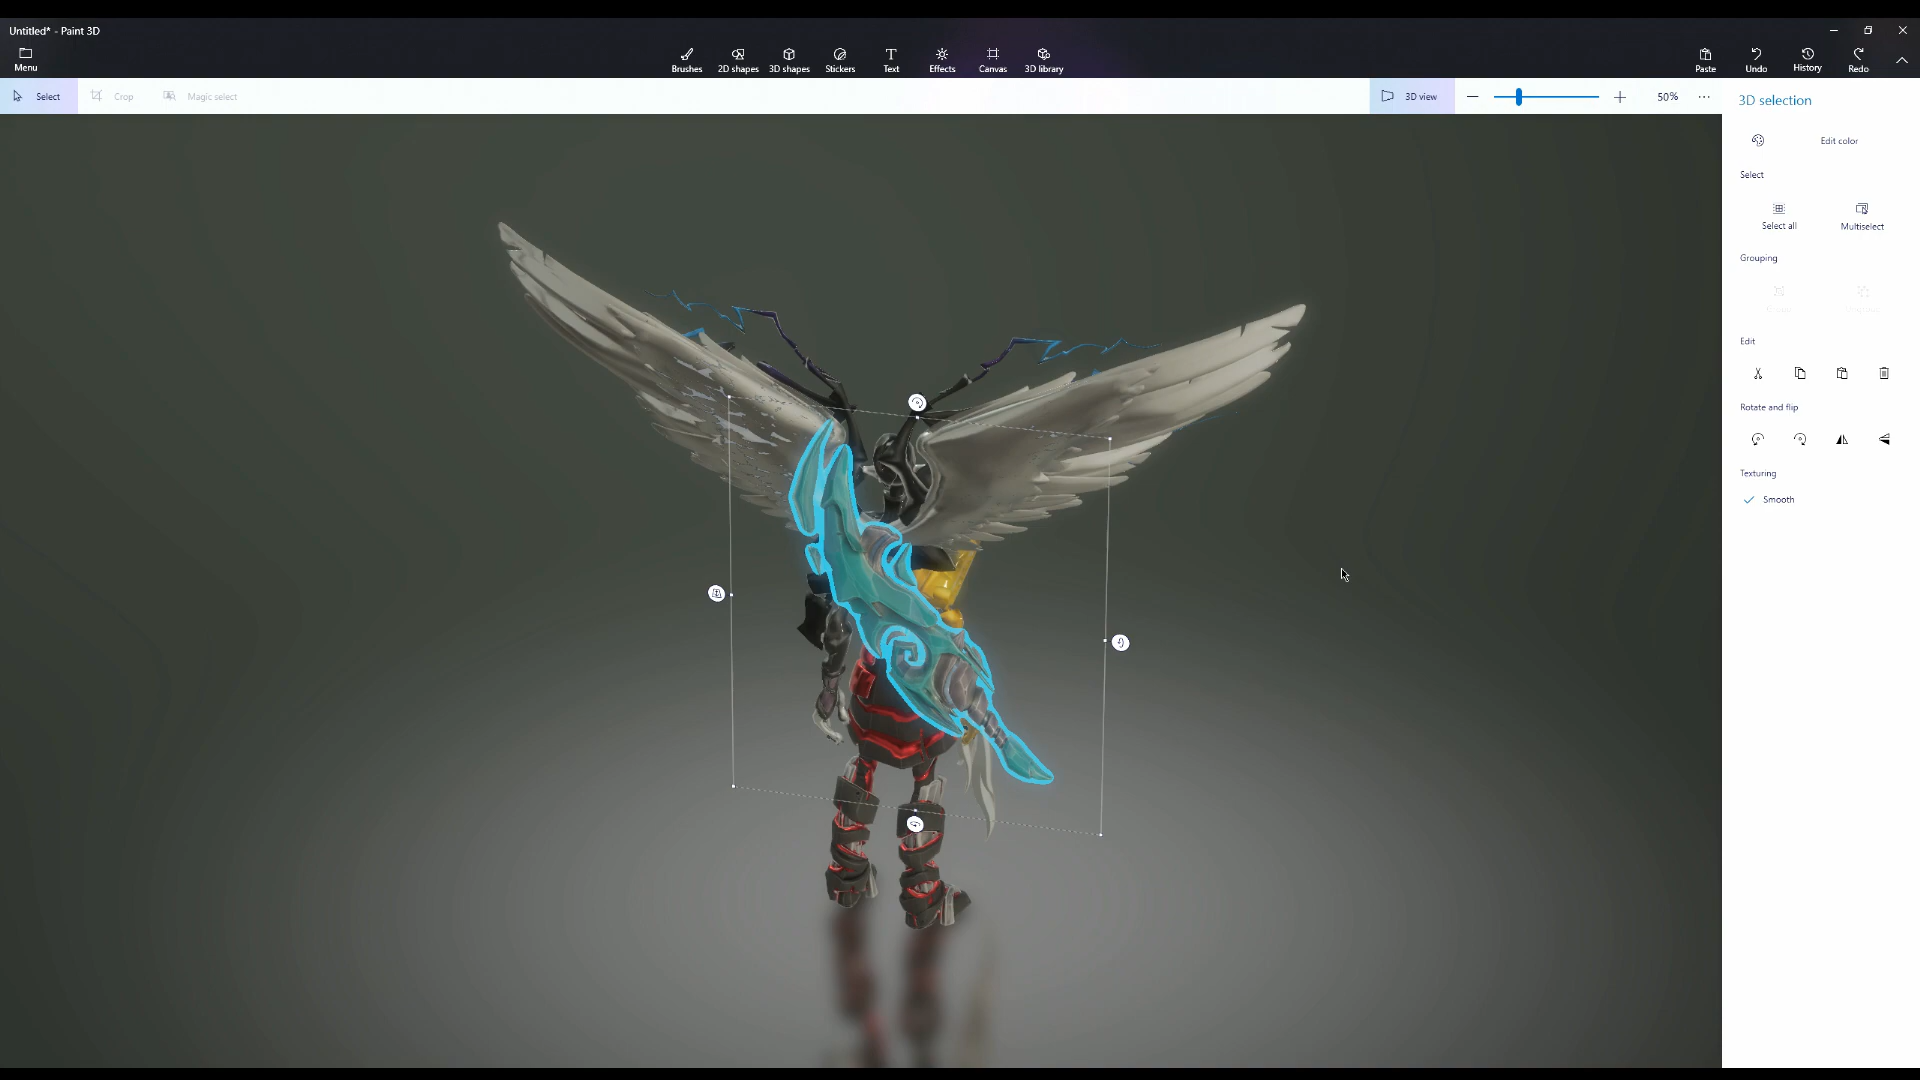 Untitled* - Paint 3D
Menu
Brushes
2D shapes
3D shapes
Stickers
Text
Effects
Canvas
3D library
Paste
Undo
History
Redo
Select
Crop
Magic select
3D view
50%
3D selection
Edit color
Select
Select all
Multiselect
Grouping
Edit
Rotate and flip
Texturing
Smooth